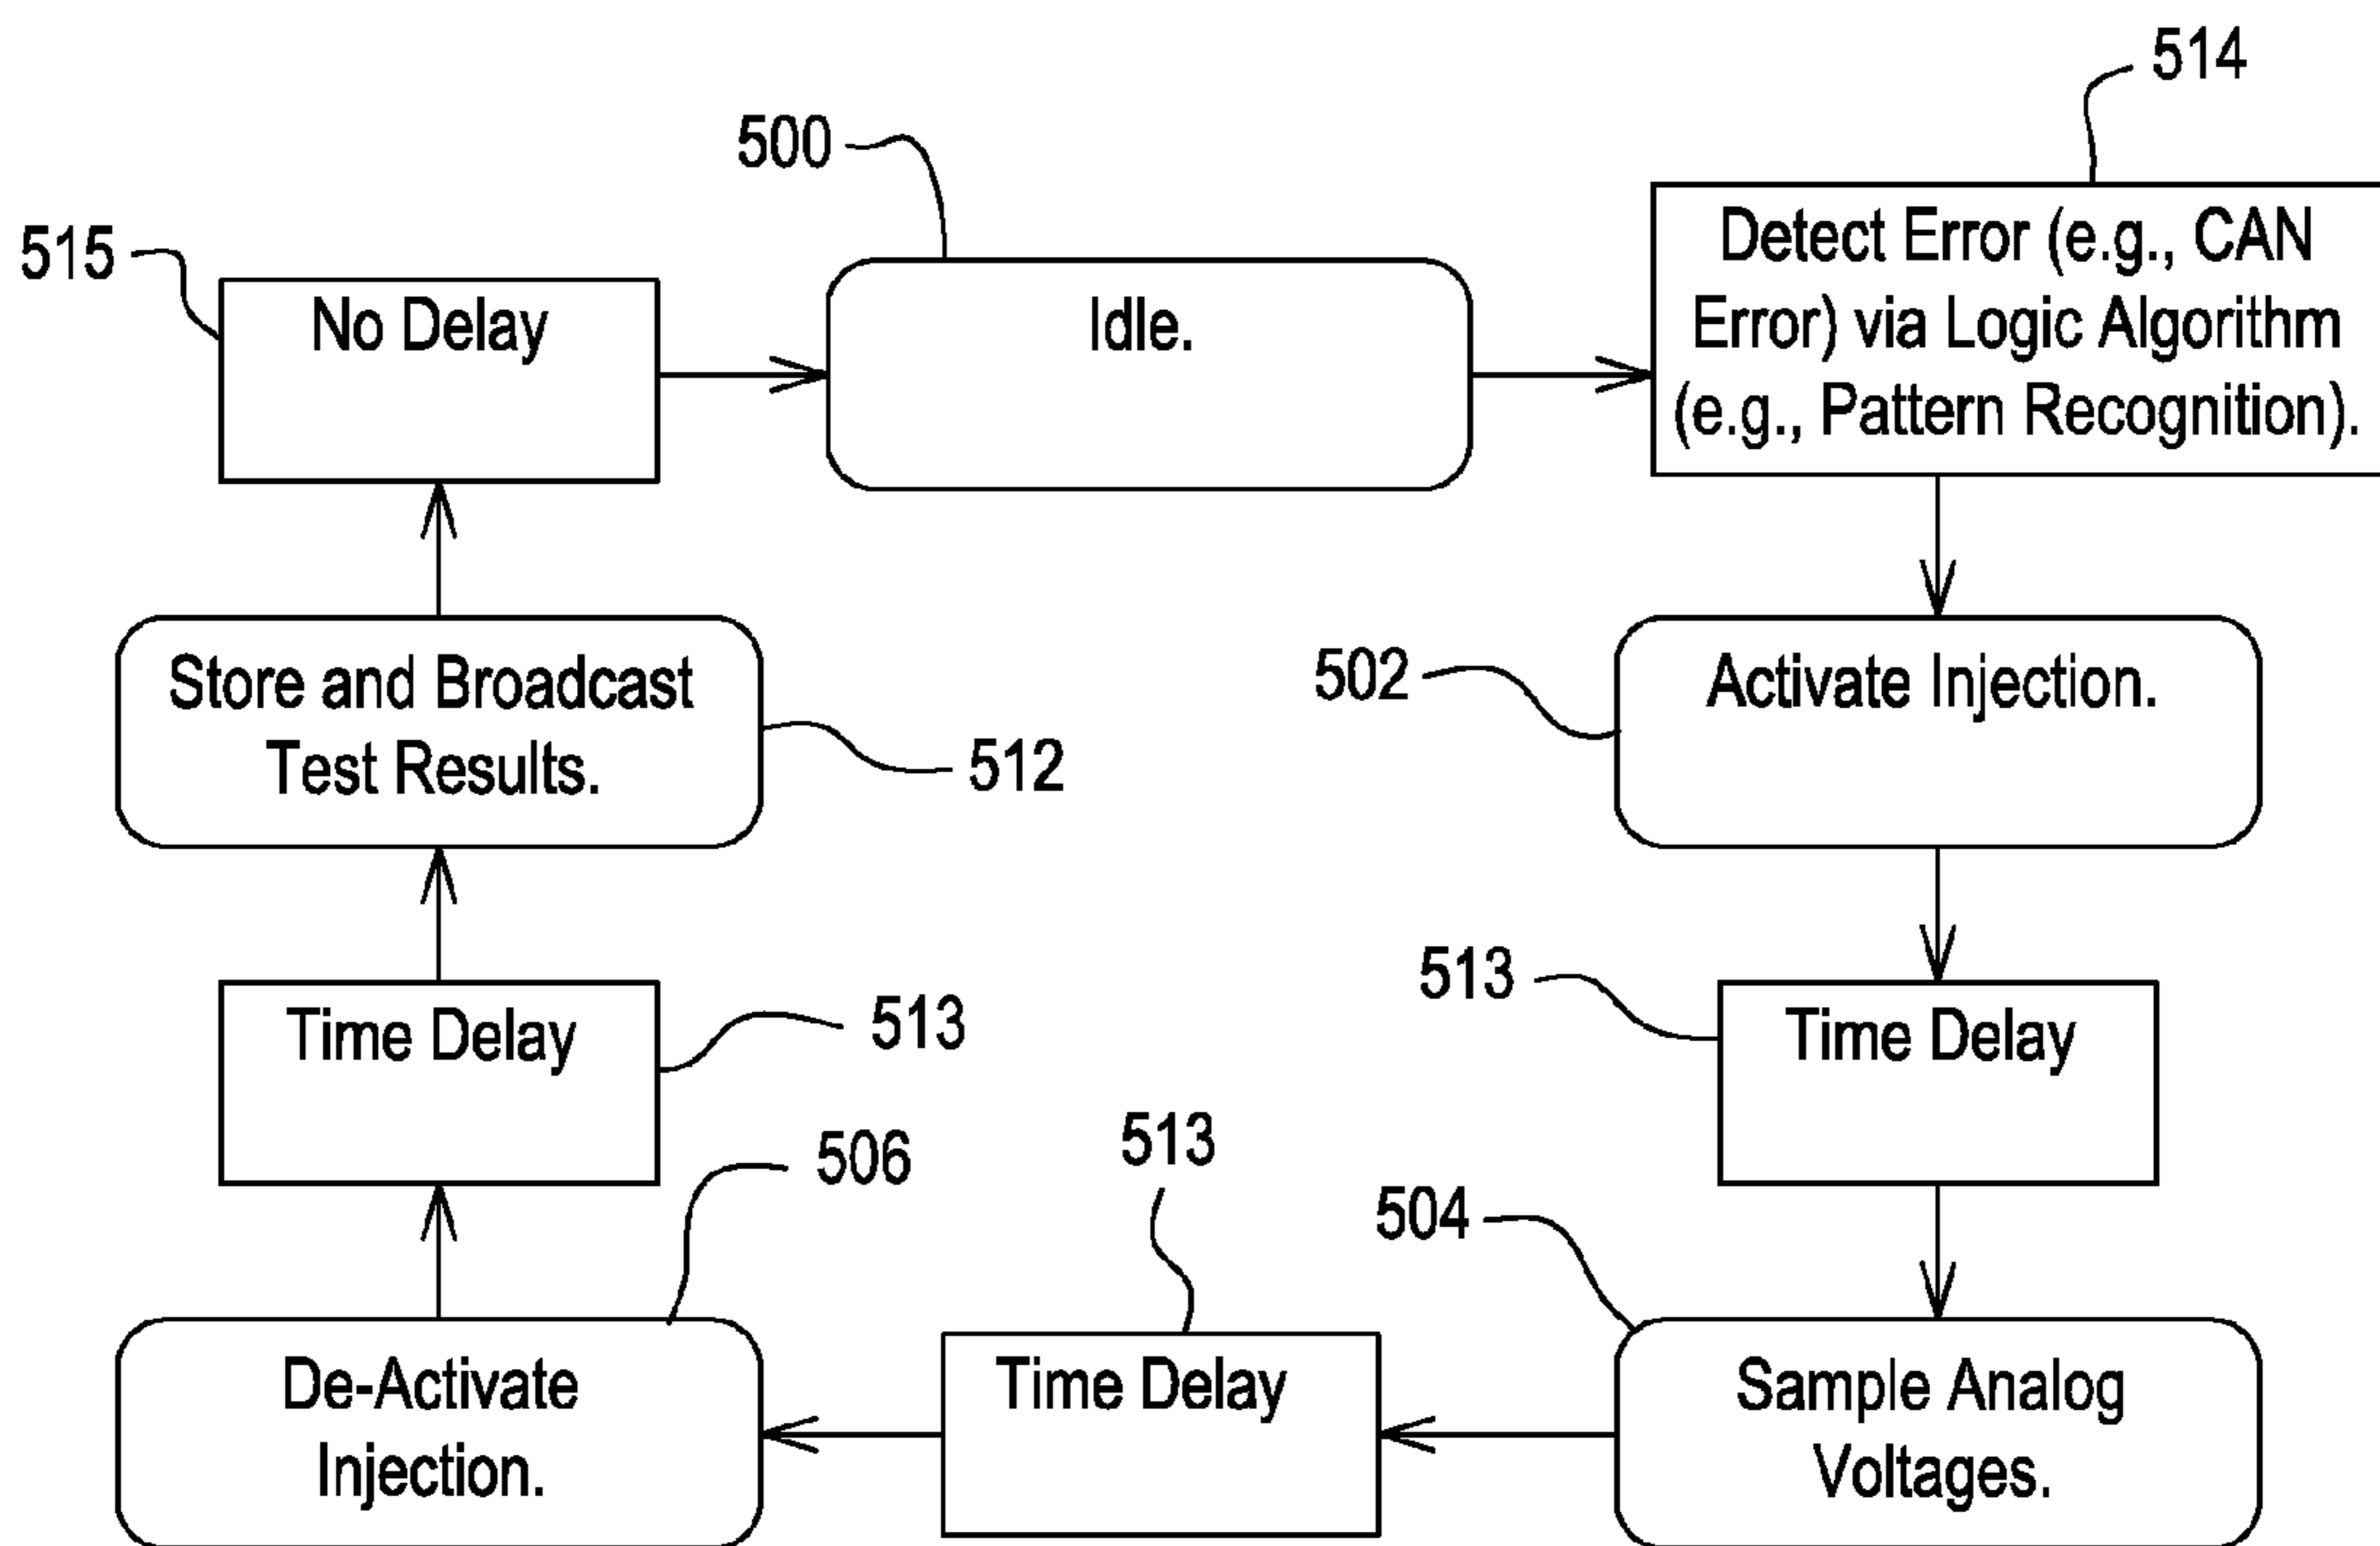 514
500
515
Detect Error (e.g., CAN
Error) via Logic Algorithm
(e.g., Pattern Recognition).
No Delay
Idle.
Store and Broadcast
Test Results.
512
502
Activate Injection.
513
Time Delay
513
Time Delay
506
513
504
De-Activate
Injection.
Time Delay
Sample Analog
Voltages.